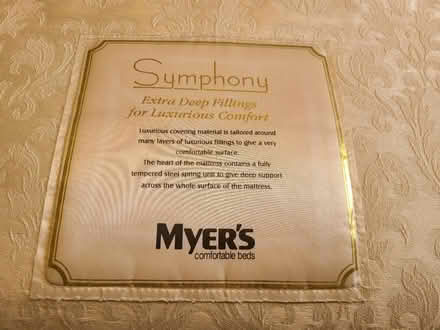 Symphony
Extra Deep Fillings
for Luxurious Comfort
Luxurious covering material is tailored around
many layers of luxurious fillings to give a very
comfortable surface.
The heart of the mattress contains a fully
tempered steel spring unit to give deep support
across the whole surface of the mattress.
MYER'S
comfortable beds